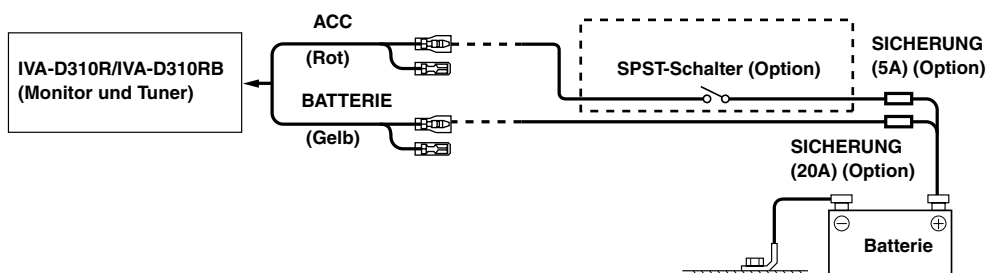 ACC
(Rot)
IVA-D310R/IVA-D310RB
(Monitor und Tuner)
BATTERIE
(Gelb)
SPST-Schalter (Option)
SICHERUNG
(5A) (Option)
SICHERUNG
(20A) (Option)
Batterie